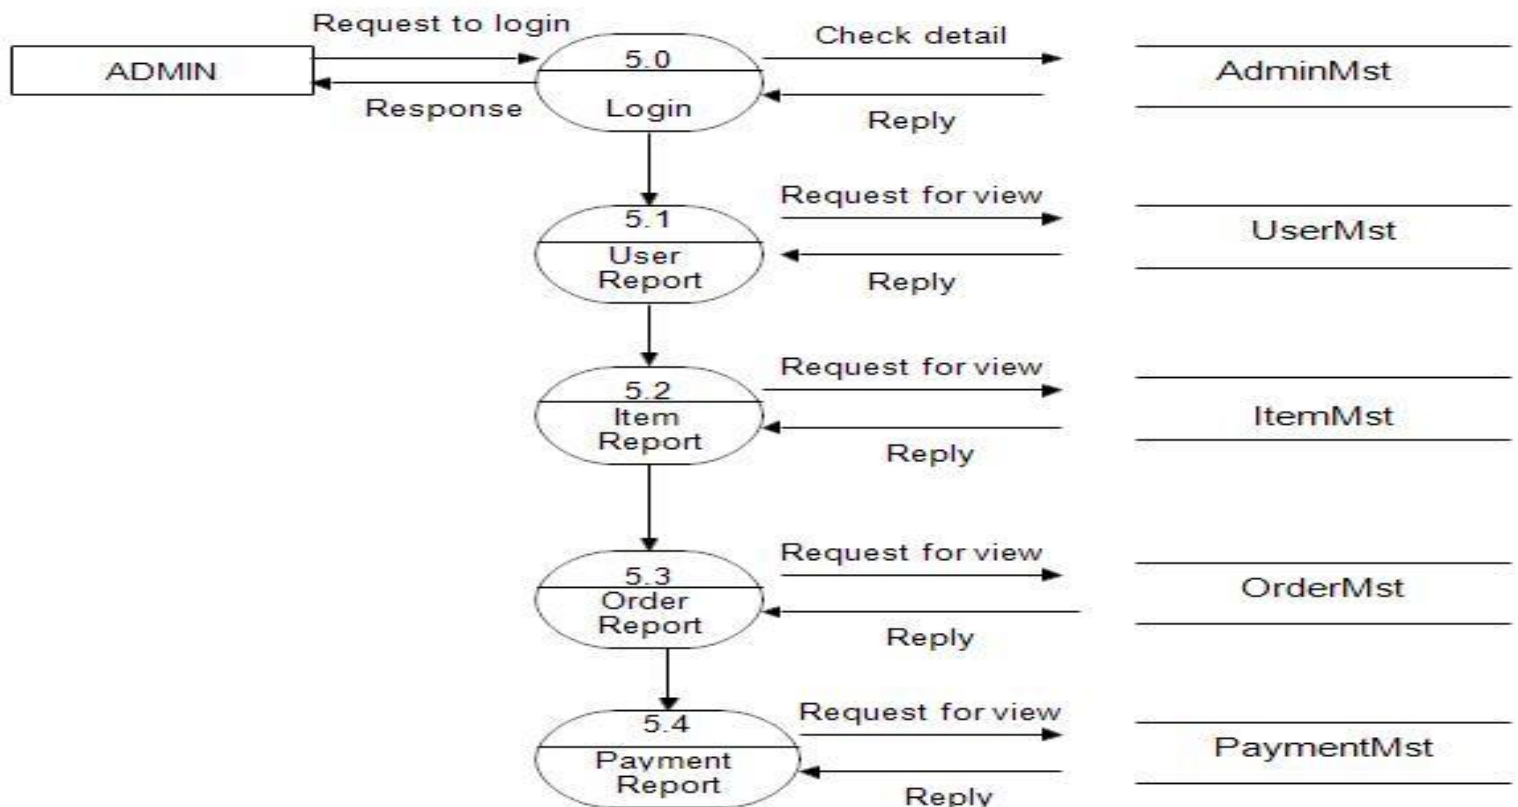 Request to login
ADMIN
Response
5.0
Login
Check detail
Reply
AdminMst
5.1
User
Report
Request for view
Reply
UserMst
5.2
Item
Report
Request for view
Reply
ItemMst
5.3
Order
Report
Request for view
Reply
OrderMst
5.4
Payment
Report
Request for view
Reply
PaymentMst